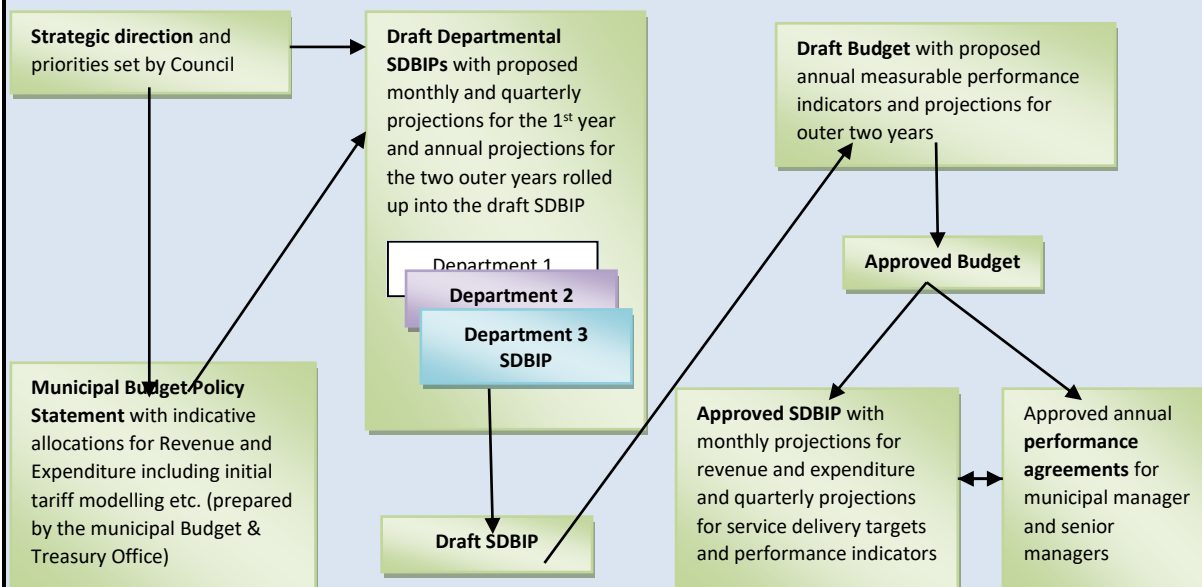 Strategic direction and
priorities set by Council
Draft Departmental
SDBIPs with proposed
monthly and quarterly
projections for the 1st year
and annual projections for
the two outer years rolled
up into the draft SDBIP
Department 1
Department 2
Department 3
SDBIP
Draft Budget with proposed
annual measurable performance
indicators and projections for
outer two years
Approved Budget
Municipal Budget Policy
Statement with indicative
allocations for Revenue and
Expenditure including initial
tariff modelling etc. (prepared
by the municipal Budget &
Treasury Office)
Draft SDBIP
Approved SDBIP with
monthly projections for
revenue and expenditure
and quarterly projections
for service delivery targets
and performance indicators
Approved annual
performance
agreements for
municipal manager
and senior
managers